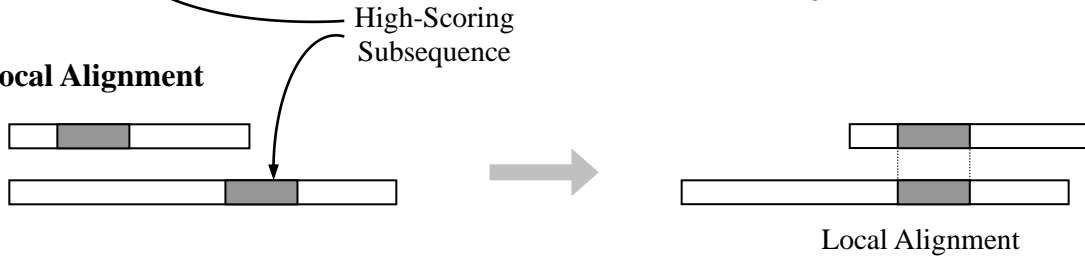 High-Scoring
Subsequence
ocal Alignment
Local Alignment